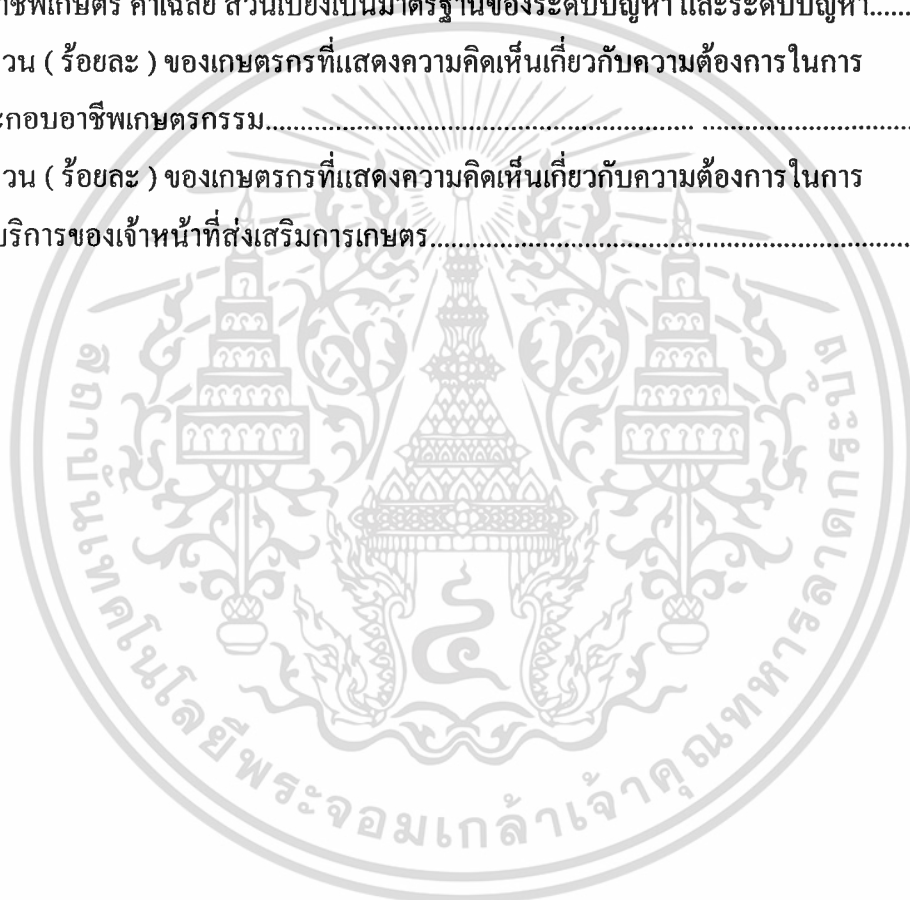 าชีพเกษตร ค่าเฉลี่ย ส่วนเบี่ยงเบนมาตรฐานของระดับปัญหา และระดับปัญหา.......
วน ( ร้อยละ ) ของเกษตรกรที่แสดงความคิดเห็นเกี่ยวกับความต้องการในการ
ะกอบอาชีพเกษตรกรรม...............................................................................................
วน ( ร้อยละ ) ของเกษตรกรที่แสดงความคิดเห็นเกี่ยวกับความต้องการในการ
บริการของเจ้าหน้าที่ส่งเสริมการเกษตร.......................................................................
สถาบันเทคโนโลยีพระจอมเกล้าเจ้าคุณทหารลาดกระบัง
๔